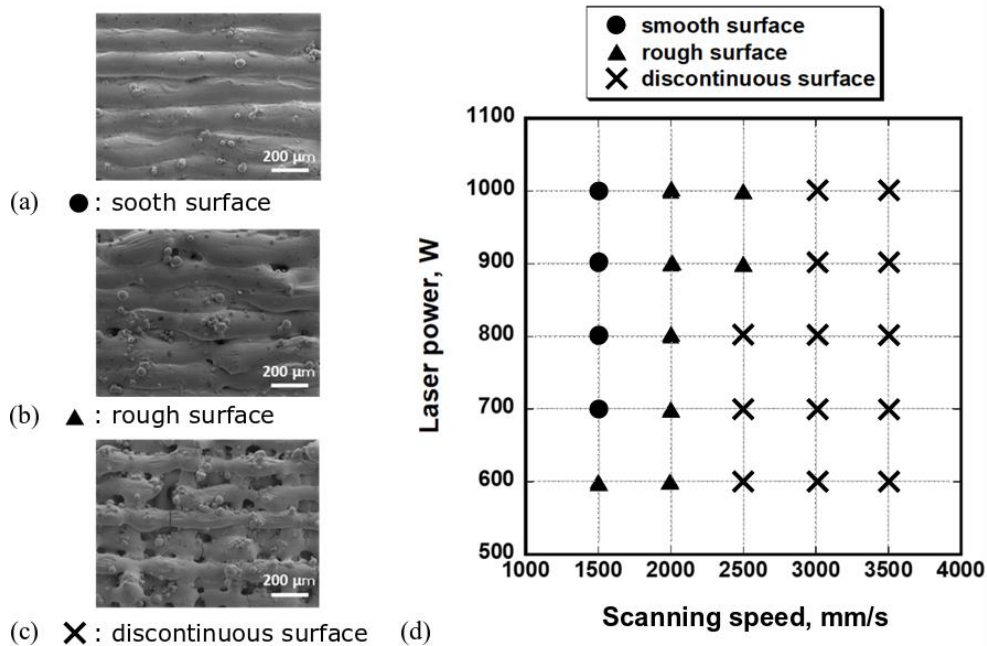 200 μm
(a) ● : sooth surface
200 μm
(b) ▲ : rough surface
200 μm
(c) ✕ : discontinuous surface
● smooth surface
▲ rough surface
✕ discontinuous surface
1100
1000
900
800
700
600
500
Laser power, W
1000 1500 2000 2500 3000 3500 4000
Scanning speed, mm/s
(d)